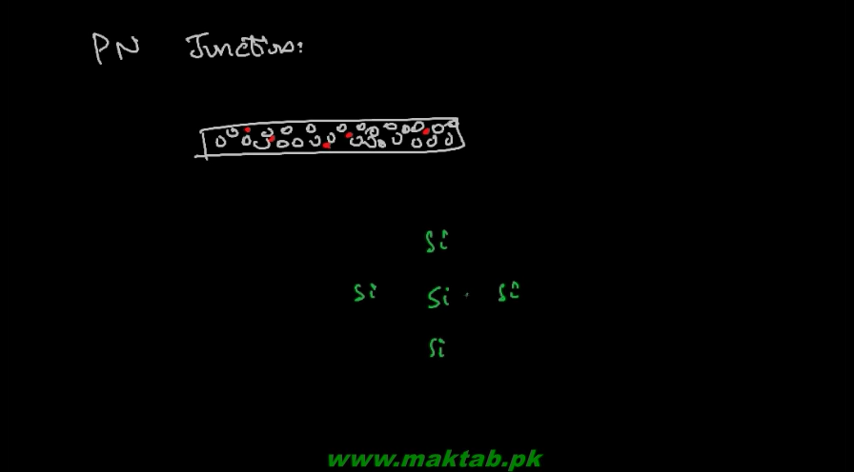 PN Junction:
Si
Si Si Si
Si
www.maktab.pk